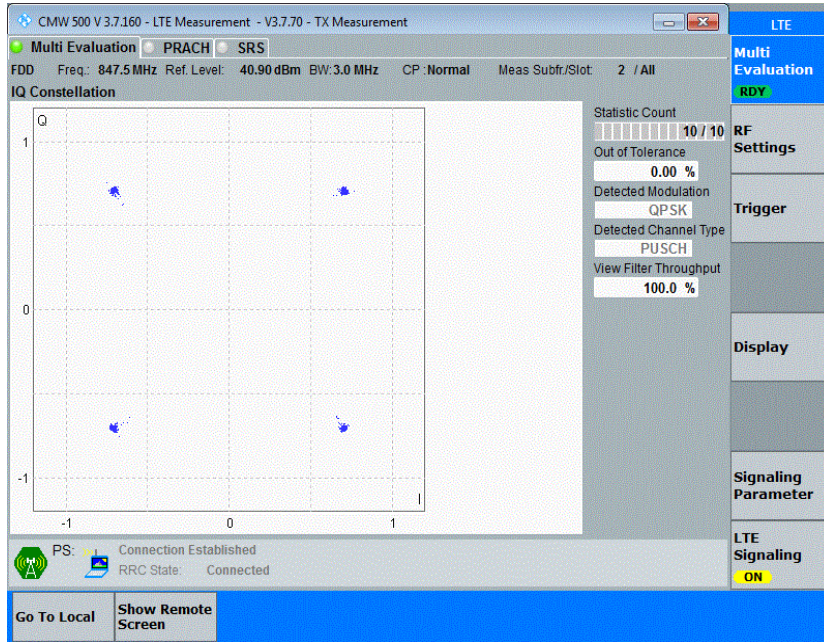 CMW 500 V 3.7.160 - LTE Measurement - V3.7.70 - TX Measurement
LTE
Multi Evaluation PRACH SRS
FDD Freq.: 847.5 MHz Ref. Level: 40.90 dBm BW: 3.0 MHz CP : Normal Meas Subfr./Slot: 2 / All
IQ Constellation
Q
1
0
-1
I
-1 0 1
Statistic Count
10 / 10
Out of Tolerance
0.00 %
Detected Modulation
QPSK
Detected Channel Type
PUSCH
View Filter Throughput
100.0 %
Multi
Evaluation
RDY
RF
Settings
Trigger
Display
Signaling
Parameter
LTE
Signaling
ON
PS: Connection Established
RRC State: Connected
Go To Local
Show Remote
Screen